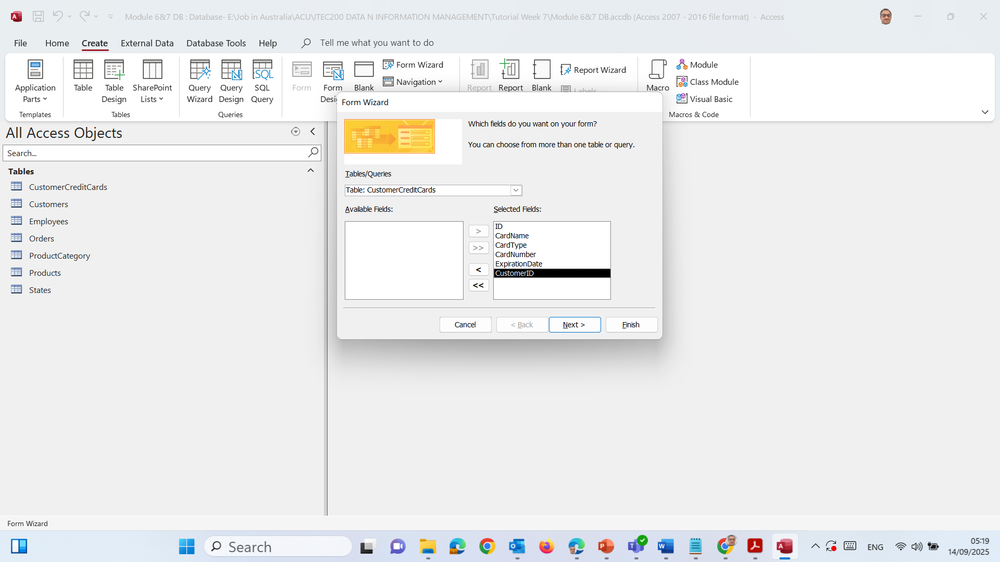 Module 6&7 DB : Database- E:\Job in Australia\ACU\ITEC200 DATA N INFORMATION MANAGEMENT\Tutorial Week 7\Module 6&7 DB.accdb (Access 2007 - 2016 file format) - Access
File Home Create External Data Database Tools Help Tell me what you want to do
Application Parts
Templates
Table
Table Design
SharePoint Lists
Tables
Query Wizard
Query Design
SQL Query
Queries
Form
Form Desi
Blank
Form Wizard
Navigation
Report
Report
Blank
Report Wizard
Labels
Macro
Module
Class Module
Visual Basic
Macros & Code
All Access Objects
Search...
Tables
CustomerCreditCards
Customers
Employees
Orders
ProductCategory
Products
States
Form Wizard
Which fields do you want on your form?
You can choose from more than one table or query.
Tables/Queries
Table: CustomerCreditCards
Available Fields:
Selected Fields:
>
>>
<
<<
ID
CardName
CardType
CardNumber
ExpirationDate
CustomerID
Cancel
< Back
Next >
Finish
Form Wizard
Search
ENG
05:19
14/09/2025